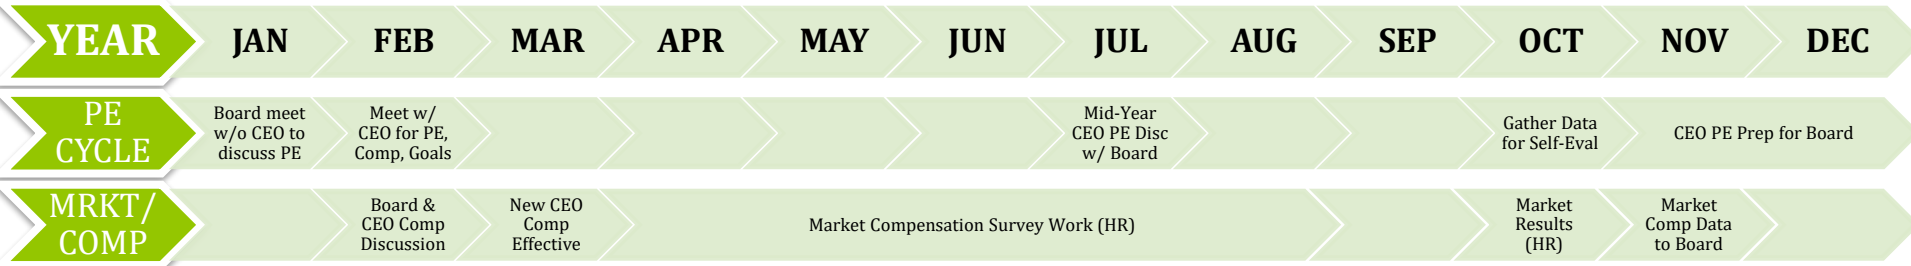 YEAR JAN FEB MAR APR MAY JUN JUL AUG SEP OCT NOV DEC
PE
CYCLE
Board meet
w/o CEO to
discuss PE
Meet w/
CEO for PE,
Comp, Goals
Mid-Year
CEO PE Disc
w/ Board
Gather Data
for Self-Eval
CEO PE Prep for Board
MRKT/
COMP
Board &
CEO Comp
Discussion
New CEO
Comp
Effective
Market Compensation Survey Work (HR)
Market
Results
(HR)
Market
Comp Data
to Board